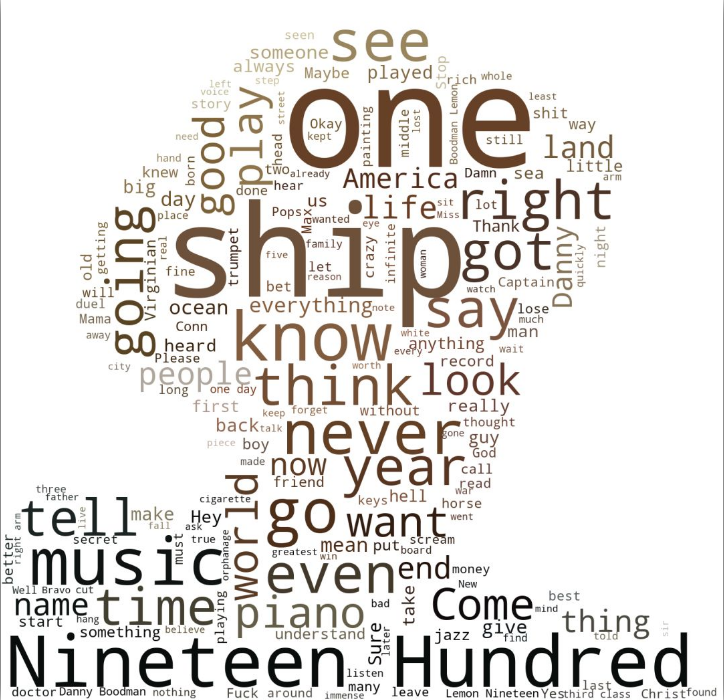 seen
see
someone
always
Maybe
played
Stop
rich
whole
left
voice
step
story
street
play
good
one
Okay
kept
painting
middle
lost
Boodman Lemon
least
shit
way
still
land
little
arm
need
hand
knew
born
head
two
already
America
Damn
sea
big
day
done
hear
us
life
sit
Miss
right
lot
place
Pops
Max
wanted
eye
Thank
getting
going
Virginian
real
trumpet
ship
family
crazy
infinite
woman
got
Danny
quickly
night
old
fine
five
let
reason
bet
watch
Captain
will
duel
ocean
everything
note
say
lose
much
man
Mama
away
Conn
know
white
anything
every
wait
heard
Please
city
people
worth
record
long
one day
think
look
first
keep
forget
without
really
back
talk
never
thought
piece
boy
gone
guy
God
made
now
year
call
friend
read
three
father
cigarette
world
go
keys
hell
war
horse
went
tell
live
make
fall
Hey
ask
want
right arm
secret
must
true
orphanage
greatest
win
mean
put
scream
board
better
music
even
end
money
Well
Bravo
cut
New
name
time
playing
piano
bad
take
Come
mind
best
thing
start
hang
something
believe
understand
Sure
later
jazz
give
find
told
sir
Nineteen Hundred
listen
last
doctor
Danny Boodman
nothing
Fuck around
immense
many
leave
Lemon Nineteen
Yeshird class
Christ
found